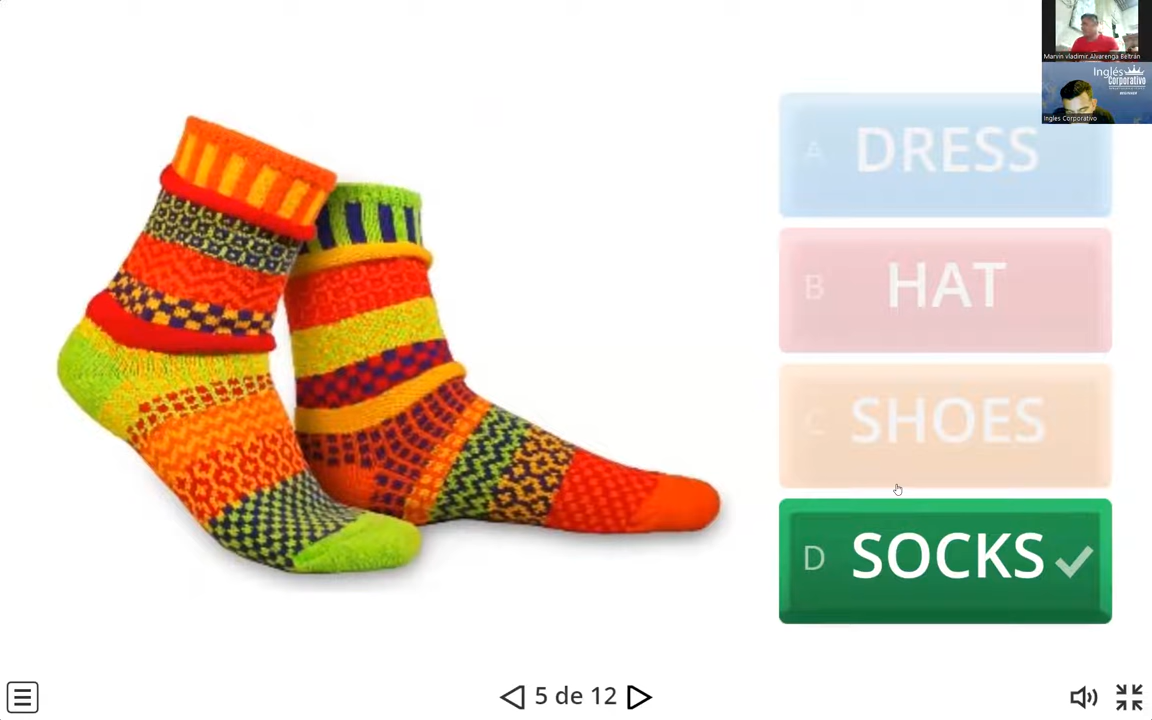 Marvin vladimir Alvarenga Beltrán
Inglés
Corporativo
Ingles Corporativo
A DRESS
B HAT
C SHOES
D SOCKS
5 de 12